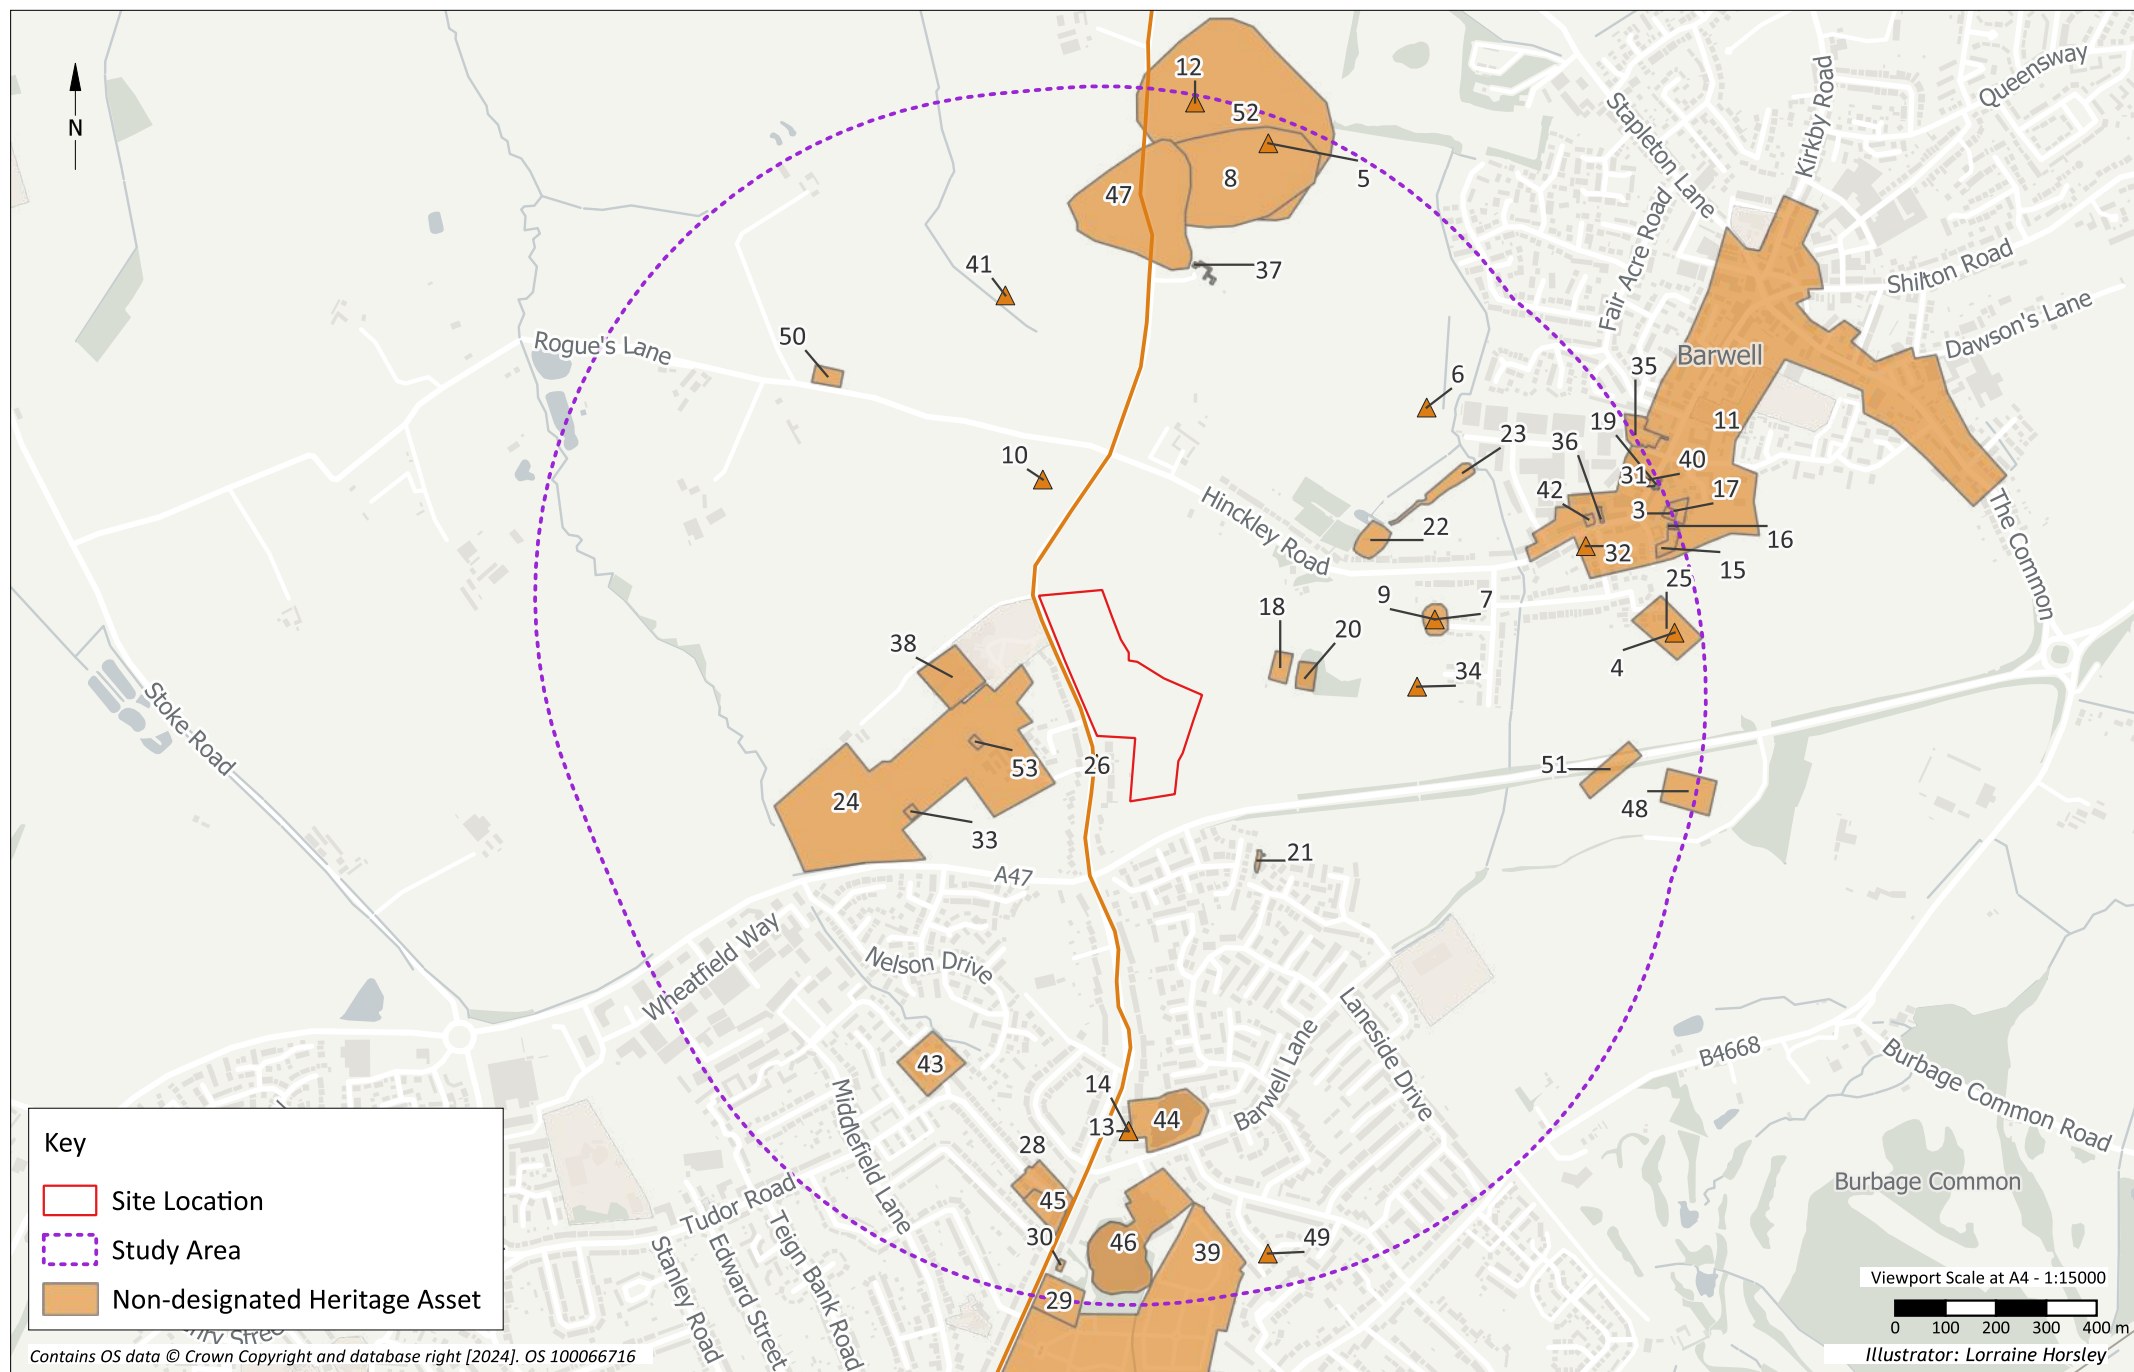 N
12
52
5
8
47
37
41
50
Rogue's Lane
10
6
Stapleton Lane
Kirkby Road
Queensway
Fair Acre Road
Shilton Road
Dawson's Lane
Barwell
35
11
19
36
23
31
40
42
17
3
22
16
32
15
25
The Common
Hinckley Road
9
7
18
20
4
34
38
Stoke Road
53
26
24
33
51
48
21
A47
Wheatfield Way
Nelson Drive
43
Laneside Drive
Barwell Lane
B4668
Burbage Common Road
Burbage Common
14
13
44
Middlefield Lane
28
45
30
46
39
49
29
Tudor Road
Stanley Road
Edward Street
Teign Bank Road
Key
Site Location
Study Area
Non-designated Heritage Asset
Viewport Scale at A4 - 1:15000
0 100 200 300 400 m
Contains OS data © Crown Copyright and database right [2024]. OS 100066716
Illustrator: Lorraine Horsley